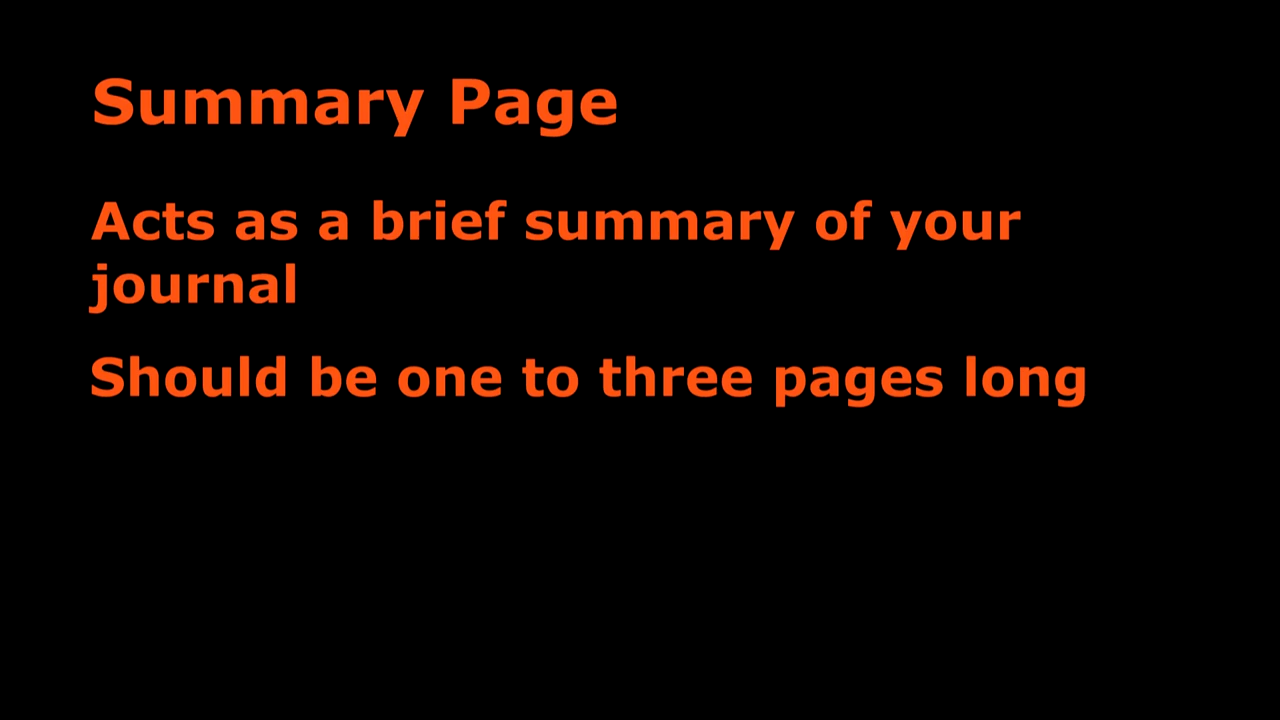 Summary Page
Acts as a brief summary of your
journal
Should be one to three pages long